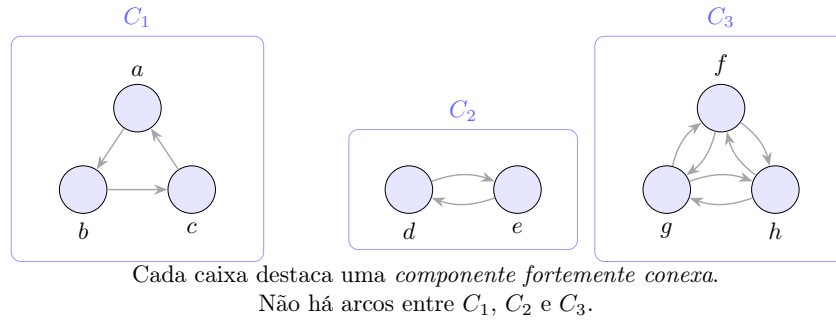 C₁
C₂
C₃
a
b
c
d
e
f
g
h
Cada caixa destaca uma componente fortemente conexa.
Não há arcos entre C₁, C₂ e C₃.